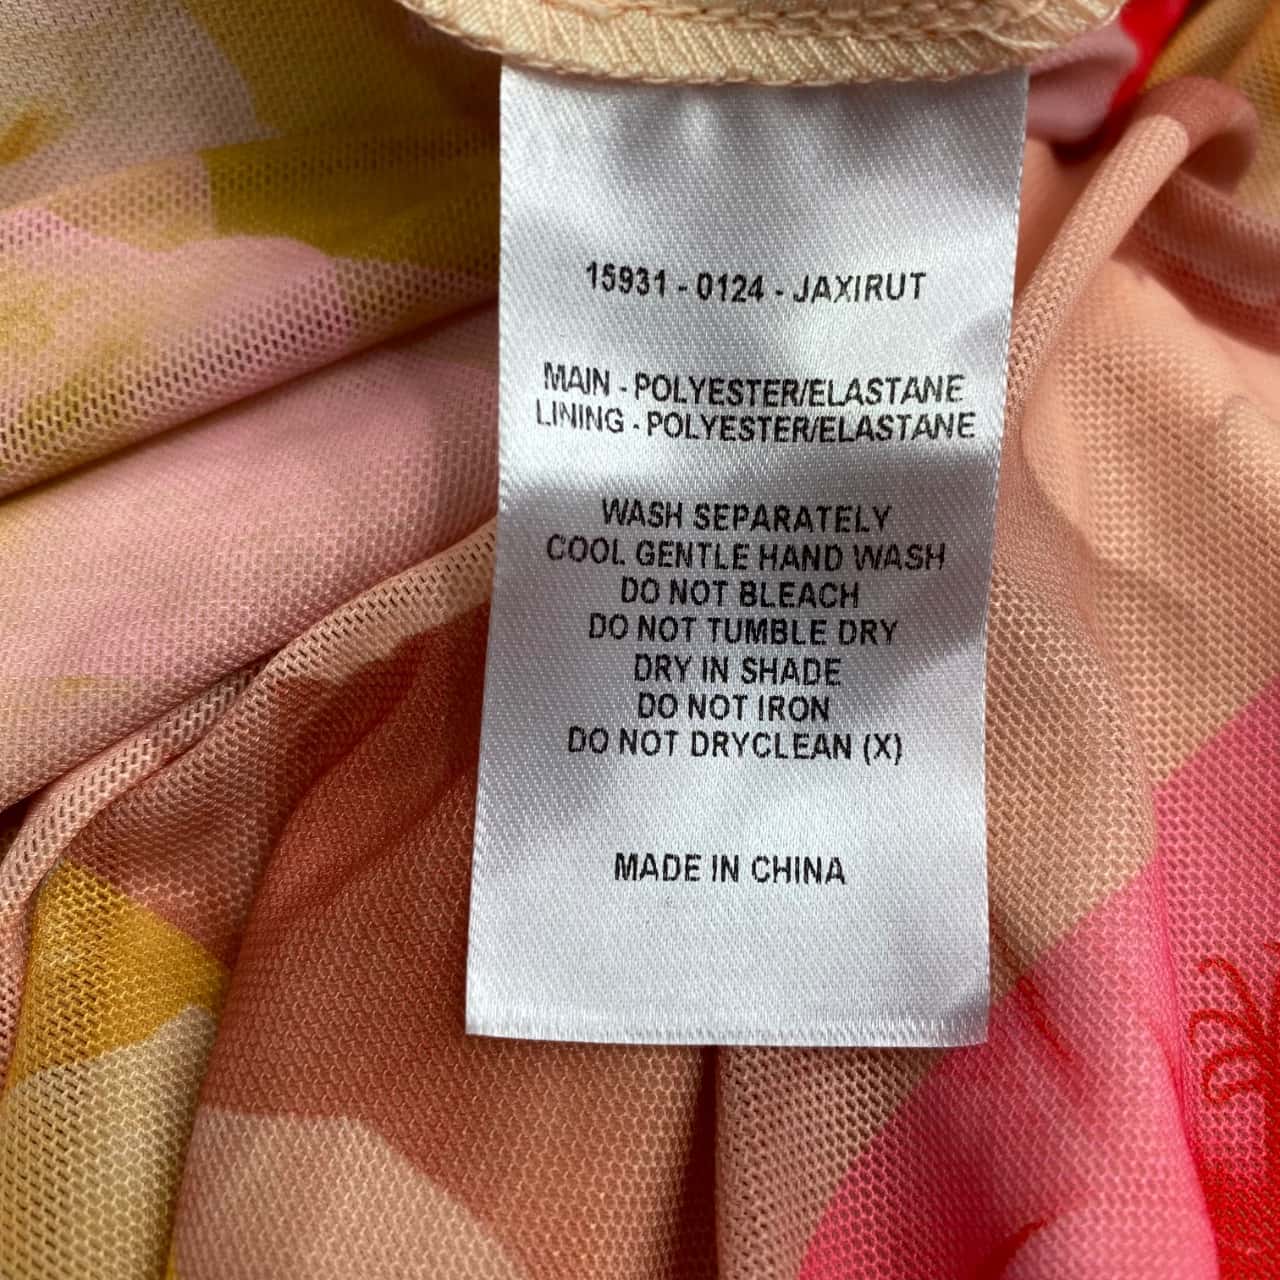 15931 - 0124 - JAXIRUT
MAIN - POLYESTER/ELASTANE
LINING - POLYESTER/ELASTANE
WASH SEPARATELY
COOL GENTLE HAND WASH
DO NOT BLEACH
DO NOT TUMBLE DRY
DRY IN SHADE
DO NOT IRON
DO NOT DRYCLEAN (X)
MADE IN CHINA